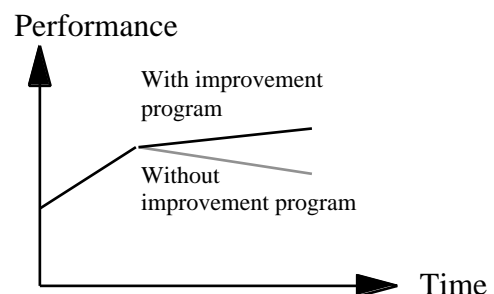 Performance
With improvement
program
Without
improvement program
Time